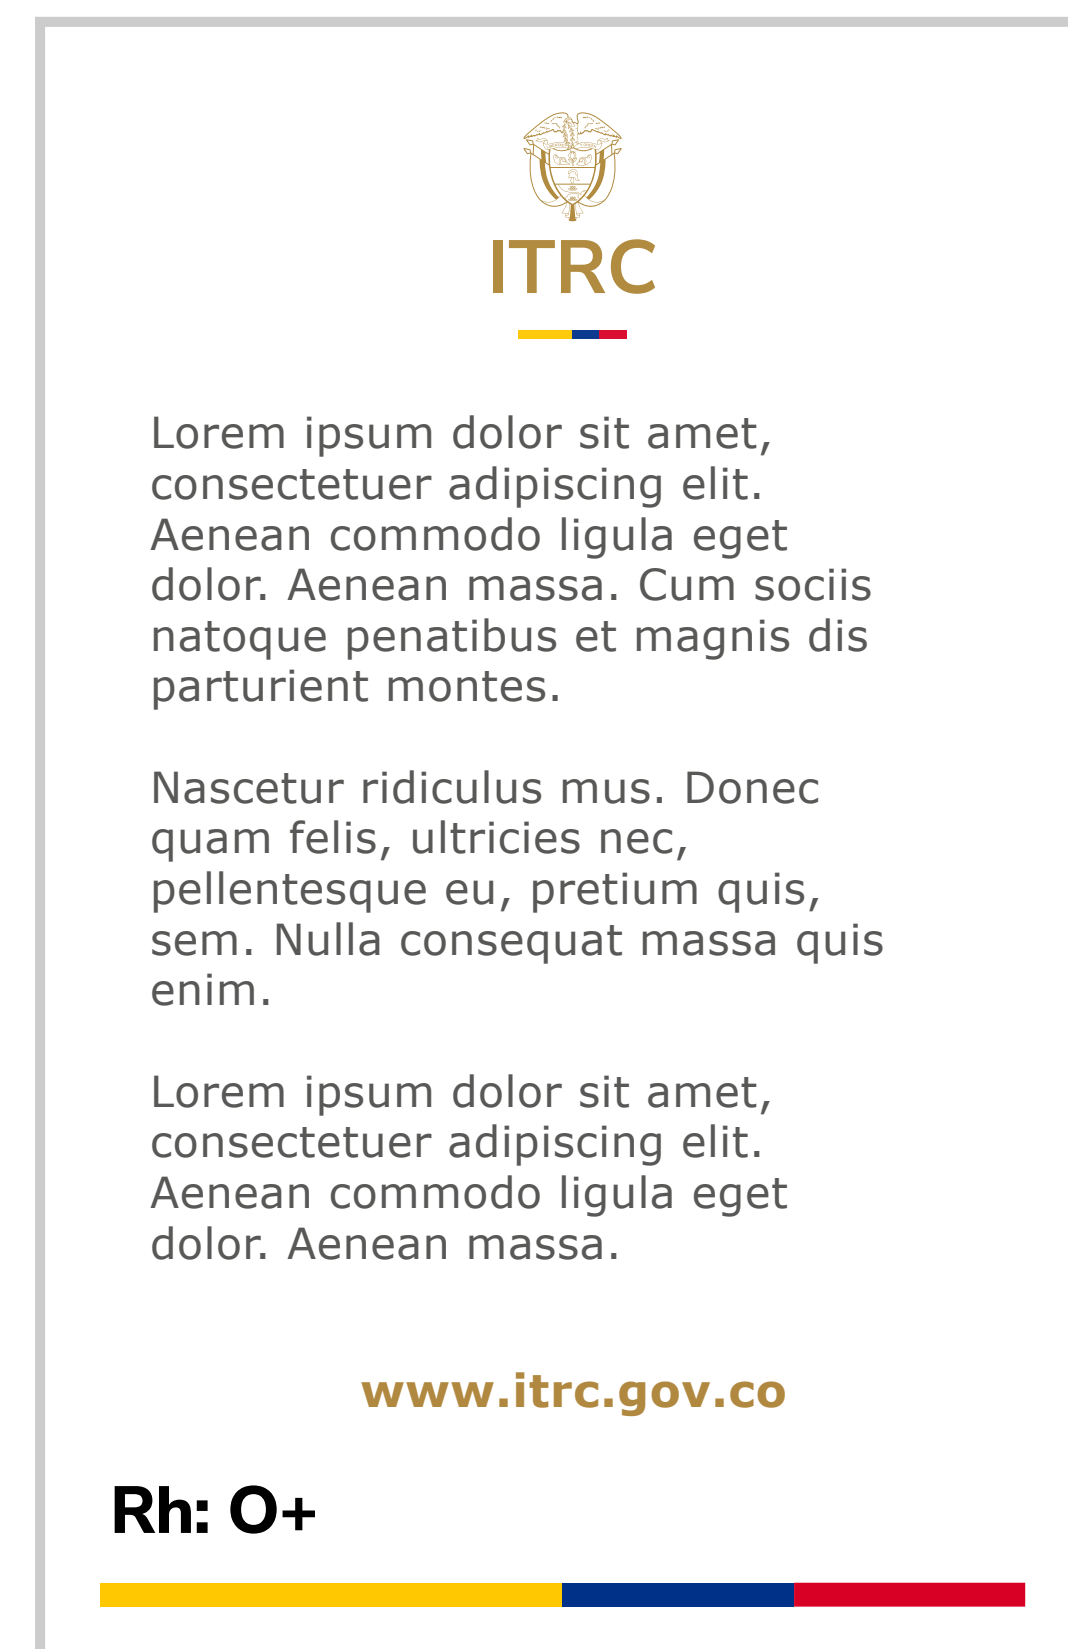 ITRC
Lorem ipsum dolor sit amet,
consectetuer adipiscing elit.
Aenean commodo ligula eget
dolor. Aenean massa. Cum sociis
natoque penatibus et magnis dis
parturient montes.
Nascetur ridiculus mus. Donec
quam felis, ultricies nec,
pellentesque eu, pretium quis,
sem. Nulla consequat massa quis
enim.
Lorem ipsum dolor sit amet,
consectetuer adipiscing elit.
Aenean commodo ligula eget
dolor. Aenean massa.
www.itrc.gov.co
Rh: O+